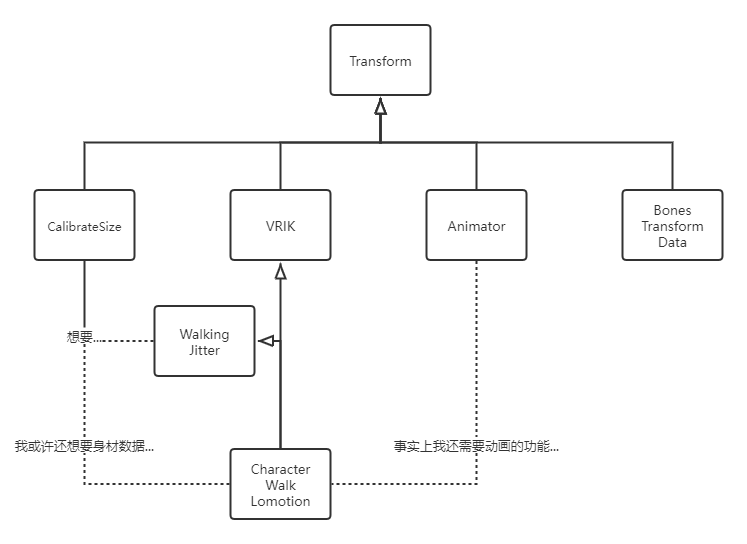 Transform
CalibrateSize
VRIK
Animator
Bones
Transform
Data
想要...
Walking
Jitter
我或许还想要身材数据...
事实上我还需要动画的功能...
Character
Walk
Lomotion